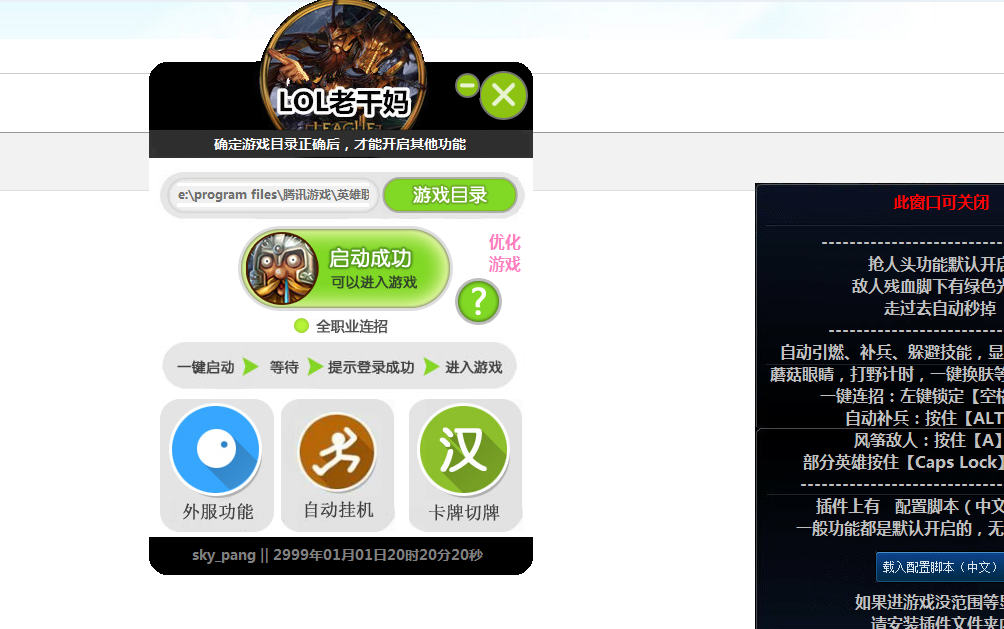 LOL老干妈
LEAGUE
确定游戏目录正确后，才能开启其他功能
e:\program files\腾讯游戏\英雄联
游戏目录
启动成功
可以进入游戏
优化
游戏
?
全职业连招
一键启动 等待 提示登录成功 进入游戏
汉
外服功能 自动挂机 卡牌切牌
sky_pang || 2999年01月01日20时20分20秒
此窗口可关闭
抢人头功能默认开启
敌人残血脚下有绿色光
走过去自动秒掉
自动引燃、补兵、躲避技能，显
蘑菇眼睛，打野计时，一键换肤等
一键连招：左键锁定【空格
自动补兵：按住【ALT
风筝敌人：按住【A】
部分英雄按住【Caps Lock】
插件上有 配置脚本（中文
一般功能都是默认开启的，无
载入配置脚本（中文）
如果进游戏没范围等显
请安装插件文件夹内